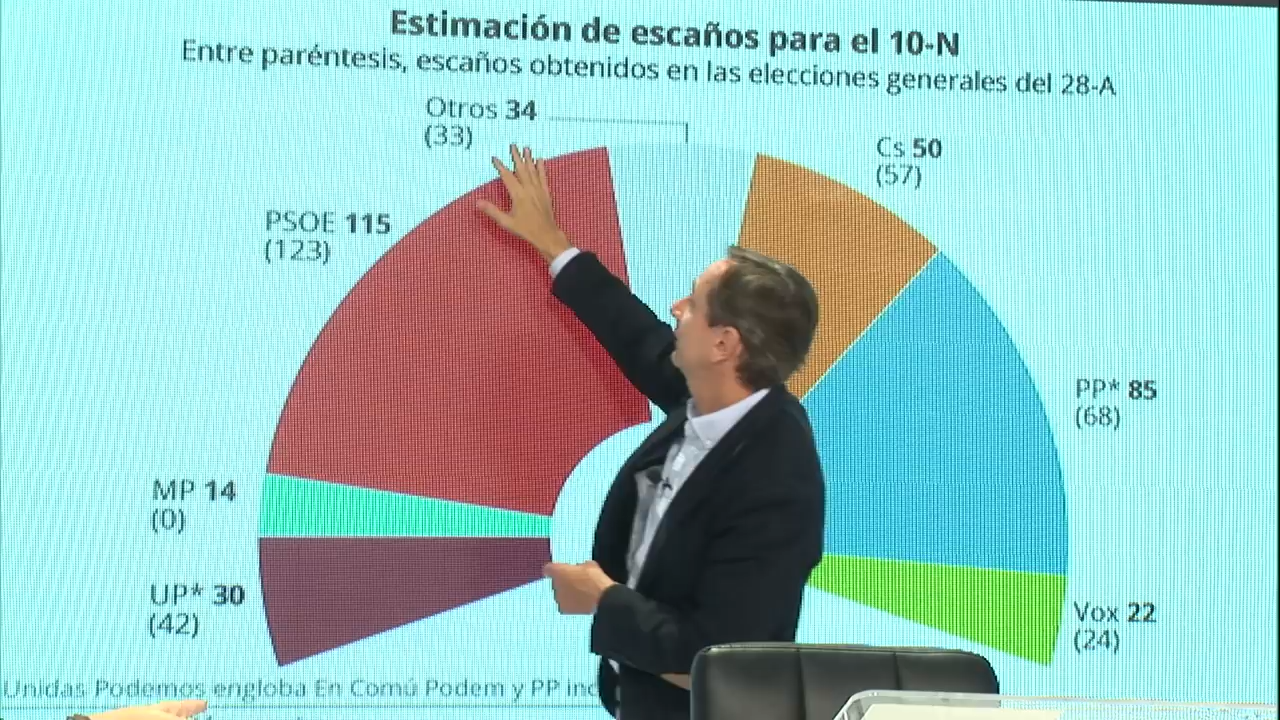 Estimación de escaños para el 10-N
Entre paréntesis, escaños obtenidos en las elecciones generales del 28-A
Otros 34
(33)
Cs 50
(57)
PSOE 115
(123)
PP* 85
(68)
MP 14
(0)
UP* 30
(42)
Vox 22
(24)
Unidas Podemos engloba En Comú Podem y PP